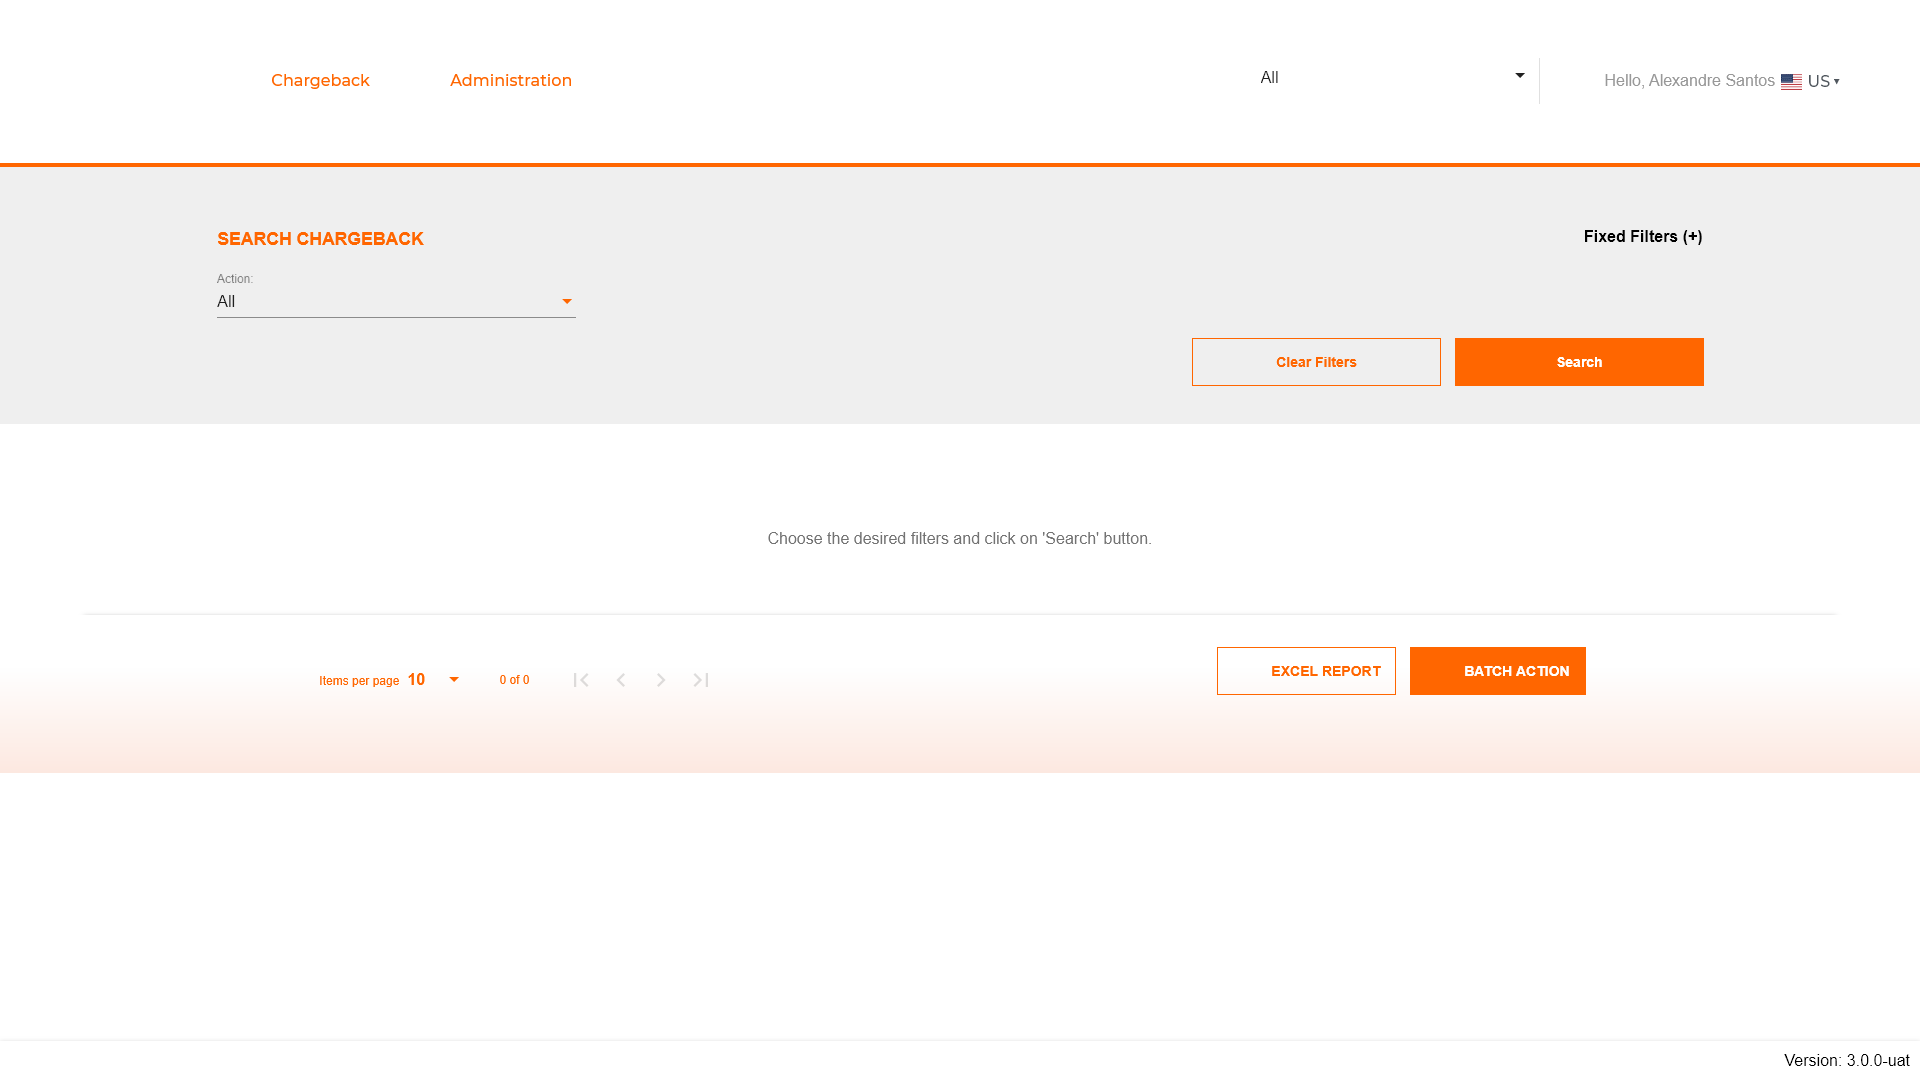 Chargeback
Administration
All
Hello, Alexandre Santos US
SEARCH CHARGEBACK
Fixed Filters (+)
Action:
All
Clear Filters
Search
Choose the desired filters and click on 'Search' button.
Items per page 10
0 of 0
EXCEL REPORT
BATCH ACTION
Version: 3.0.0-uat